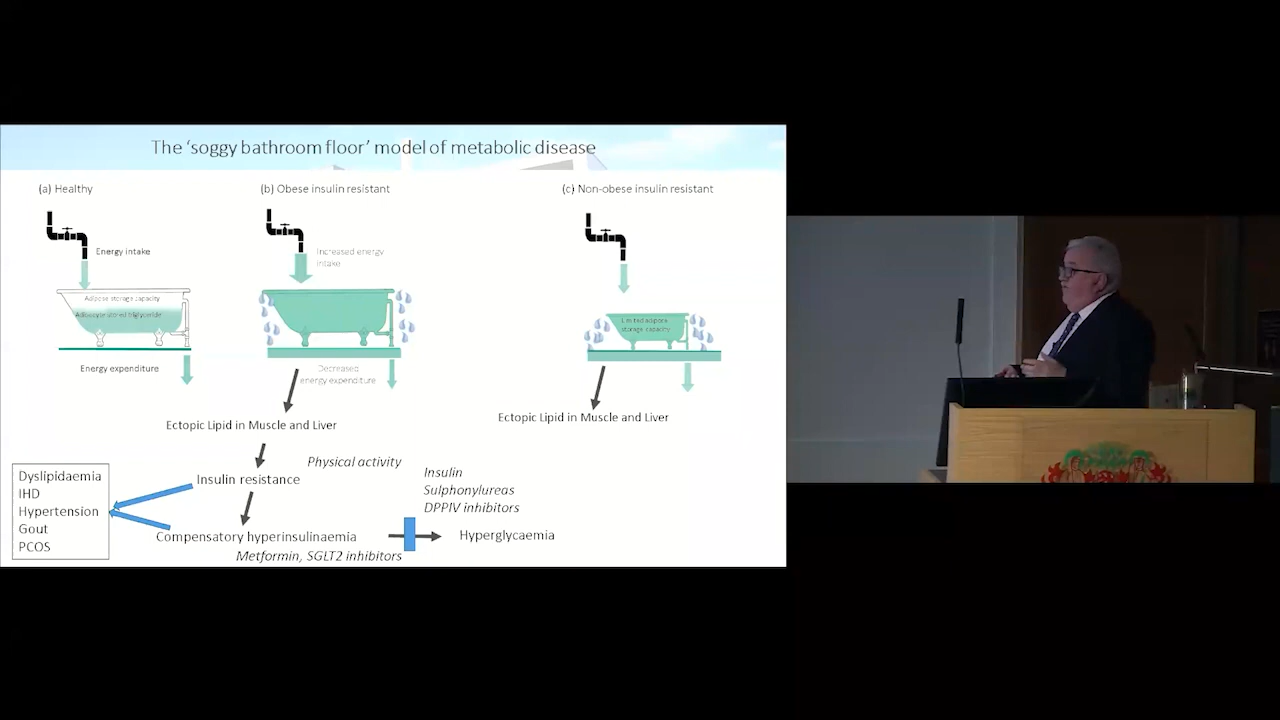 The ‘soggy bathroom floor’ model of metabolic disease
(a) Healthy
Energy intake
Adipose storage capacity
Adipocyte stored triglyceride
Energy expenditure
(b) Obese insulin resistant
Increased energy
intake
Decreased
energy expenditure
Ectopic Lipid in Muscle and Liver
(c) Non-obese insulin resistant
Limited adipose
storage capacity
Ectopic Lipid in Muscle and Liver
Physical activity
Insulin resistance
Insulin
Sulphonylureas
DPPIV inhibitors
Dyslipidaemia
IHD
Hypertension
Gout
PCOS
Compensatory hyperinsulinaemia
Hyperglycaemia
Metformin, SGLT2 inhibitors